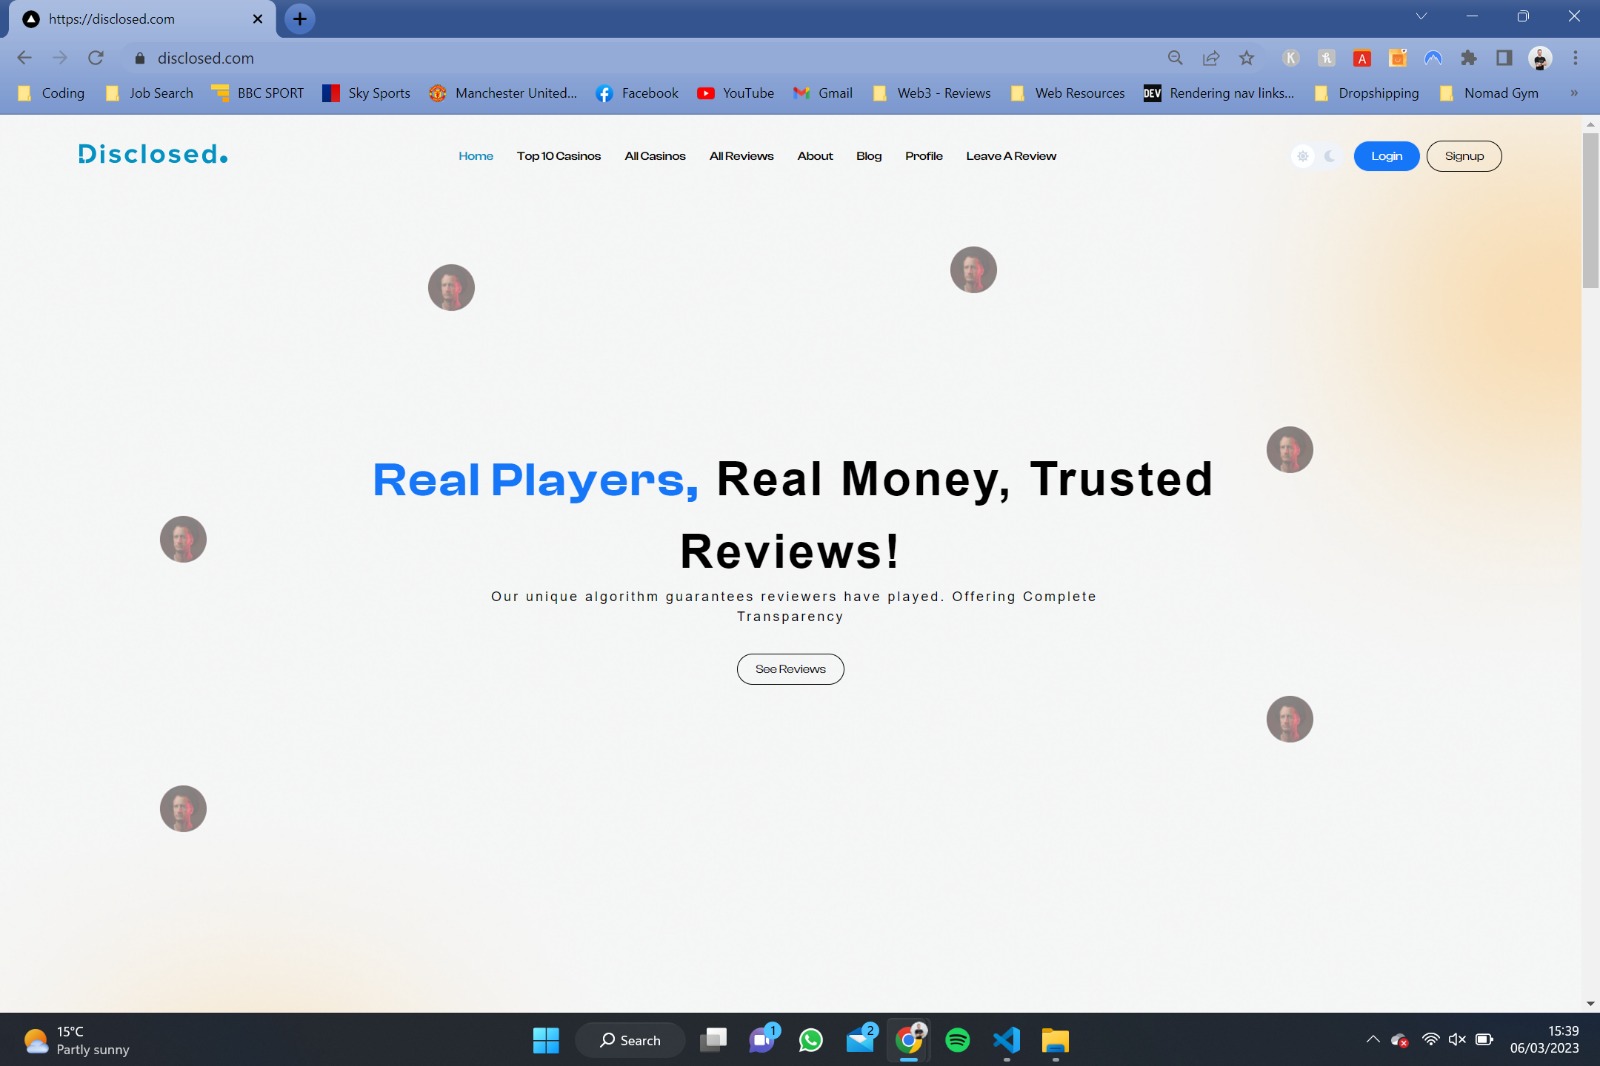 https://disclosed.com
disclosed.com
Coding Job Search BBC SPORT Sky Sports Manchester United... Facebook YouTube Gmail Web3 - Reviews Web Resources DEV Rendering nav links... Dropshipping Nomad Gym »
Disclosed.
Home Top 10 Casinos All Casinos All Reviews About Blog Profile Leave A Review
Login Signup
Real Players, Real Money, Trusted
Reviews!
Our unique algorithm guarantees reviewers have played. Offering Complete
Transparency
See Reviews
15°C
Partly sunny
Search
1
2
15:39
06/03/2023